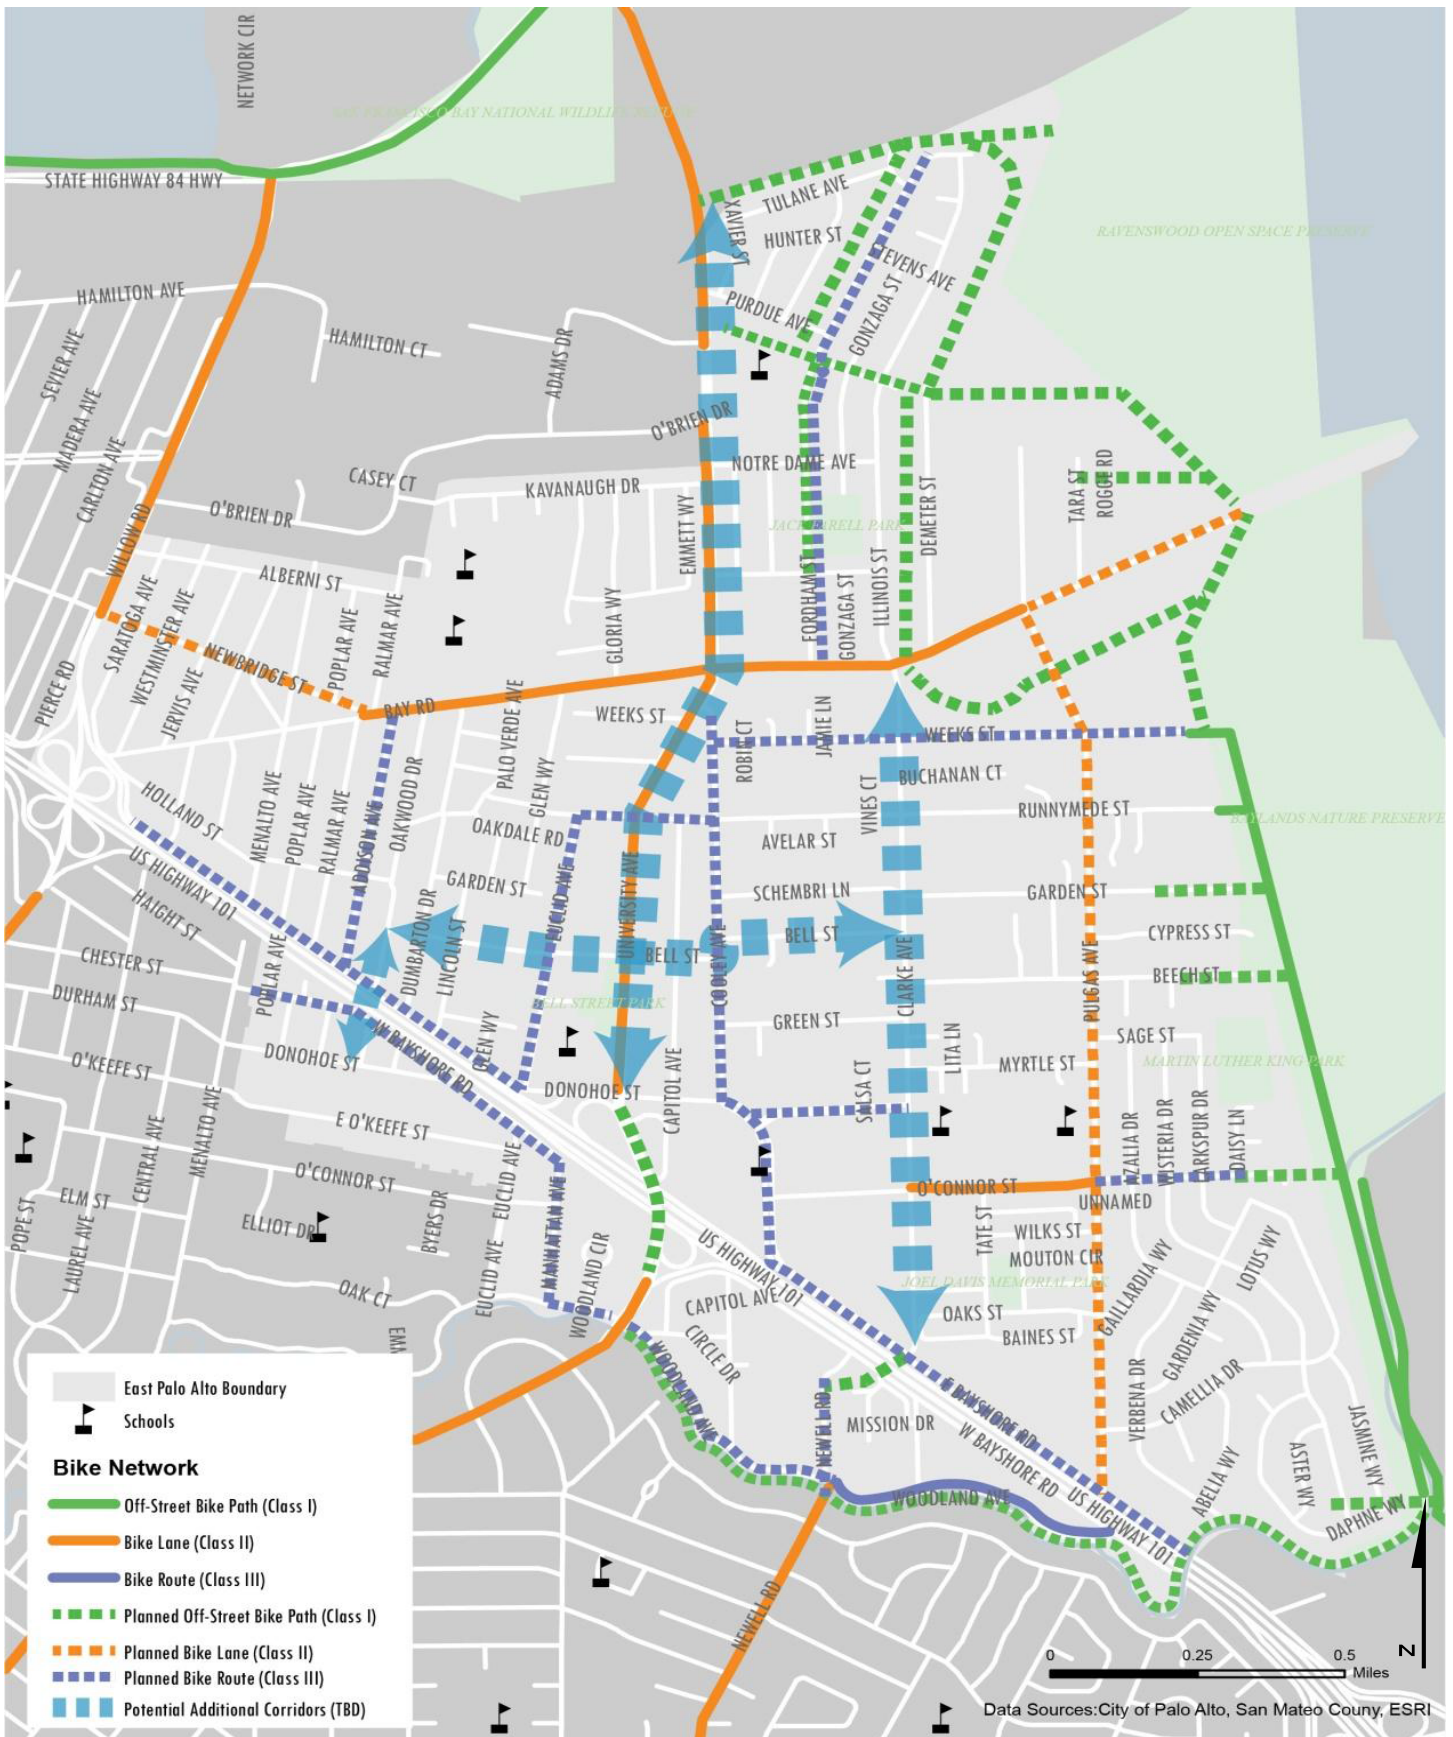 NETWORK CIR
SAN FRANCISCO BAY NATIONAL WILDLIFE REFUGE
STATE HIGHWAY 84 HWY
TULANE AVE
XAVIER ST
HUNTER ST
RAVENSWOOD OPEN SPACE PRESERVE
STEVENS AVE
HAMILTON AVE
PURDUE AVE
GONZAGA ST
HAMILTON CT
SEVIER AVE
ADAMS DR
MADERA AVE
O'BRIEN DR
CARLTON AVE
NOTRE DAME AVE
CASEY CT
KAVANAUGH DR
TARA ST
ROGGE RD
O'BRIEN DR
WILLOW RD
EMMETT WY
JACK FARELL PARK
DEMETER ST
ALBERNI ST
SARATOGA AVE
WESTMINSTER AVE
POPLAR AVE
RALMAR AVE
GLORIA WY
FORDHAM ST
GONZAGA ST
ILLINOIS ST
NEWBRIDGE ST
PIERCE RD
JERVIS AVE
BAY RD
PALO VERDE AVE
WEEKS ST
ROBIN CT
JAMIE LN
WEEKS ST
BUCHANAN CT
HOLLAND ST
MENALTO AVE
POPLAR AVE
RALMAR AVE
ADDISON AVE
OAKWOOD DR
GLEN WY
VINES CT
RUNNYMEDE ST
BAYLANDS NATURE PRESERVE
OAKDALE RD
AVELAR ST
US HIGHWAY 101
GARDEN ST
EUCLID AVE
UNIVERSITY AVE
SCHEMBRI LN
GARDEN ST
HAIGHT ST
DUMBARTON DR
LINCOLN ST
BELL ST
BELL ST
CYPRESS ST
CHESTER ST
POPLAR AVE
COOLEY AVE
CLARKE AVE
PULGAS AVE
BEECH ST
DURHAM ST
BELL STREET PARK
GREEN ST
SAGE ST
W BAYSHORE RD
GLEN WY
DONOHOE ST
LITA LN
MYRTLE ST
MARTIN LUTHER KING PARK
O'KEEFE ST
DONOHOE ST
CAPITOL AVE
SALSA CT
E O'KEEFE ST
CENTRAL AVE
MENALTO AVE
AZALIA DR
WISTERIA DR
LARKSPUR DR
DAISY LN
O'CONNOR ST
EUCLID AVE
O'CONNOR ST
UNNAMED
POPE ST
ELM ST
LAUREL AVE
ELLIOT DR
BYERS DR
MANHATTAN AVE
WOODLAND CIR
US HIGHWAY 101
TATE ST
WILKS ST
MOUTON CIR
LOTUS WY
EUCLID AVE
OAK CT
CAPITOL AVE
JOEL DAVIS MEMORIAL PARK
GAILLARDIA WY
OAKS ST
BAINES ST
GARDENIA WY
CIRCLE DR
WOODLAND AVE
E BAYSHORE RD
VERBENA DR
CAMELLIA DR
NEWELL RD
MISSION DR
W BAYSHORE RD
JASMINE WY
ASTER WY
ABELIA WY
WOODLAND AVE
US HIGHWAY 101
DAPHNE WY
NEWELL RD
East Palo Alto Boundary
Schools
Bike Network
Off-Street Bike Path (Class I)
Bike Lane (Class II)
Bike Route (Class III)
Planned Off-Street Bike Path (Class I)
Planned Bike Lane (Class II)
Planned Bike Route (Class III)
Potential Additional Corridors (TBD)
0 0.25 0.5
Miles
N
Data Sources:City of Palo Alto, San Mateo Couny, ESRI